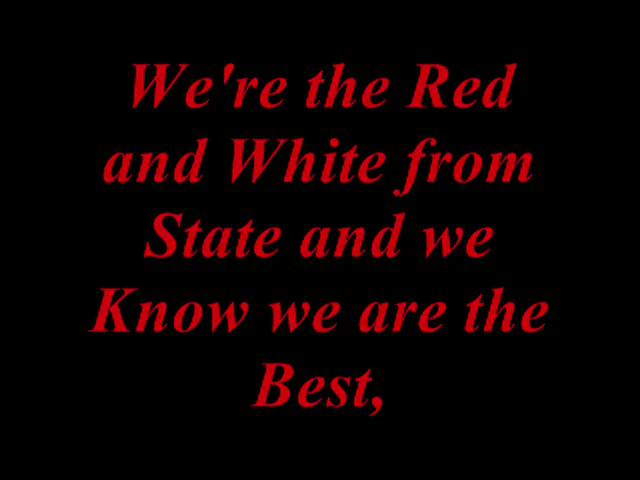 We're the Red
and White from
State and we
Know we are the
Best,